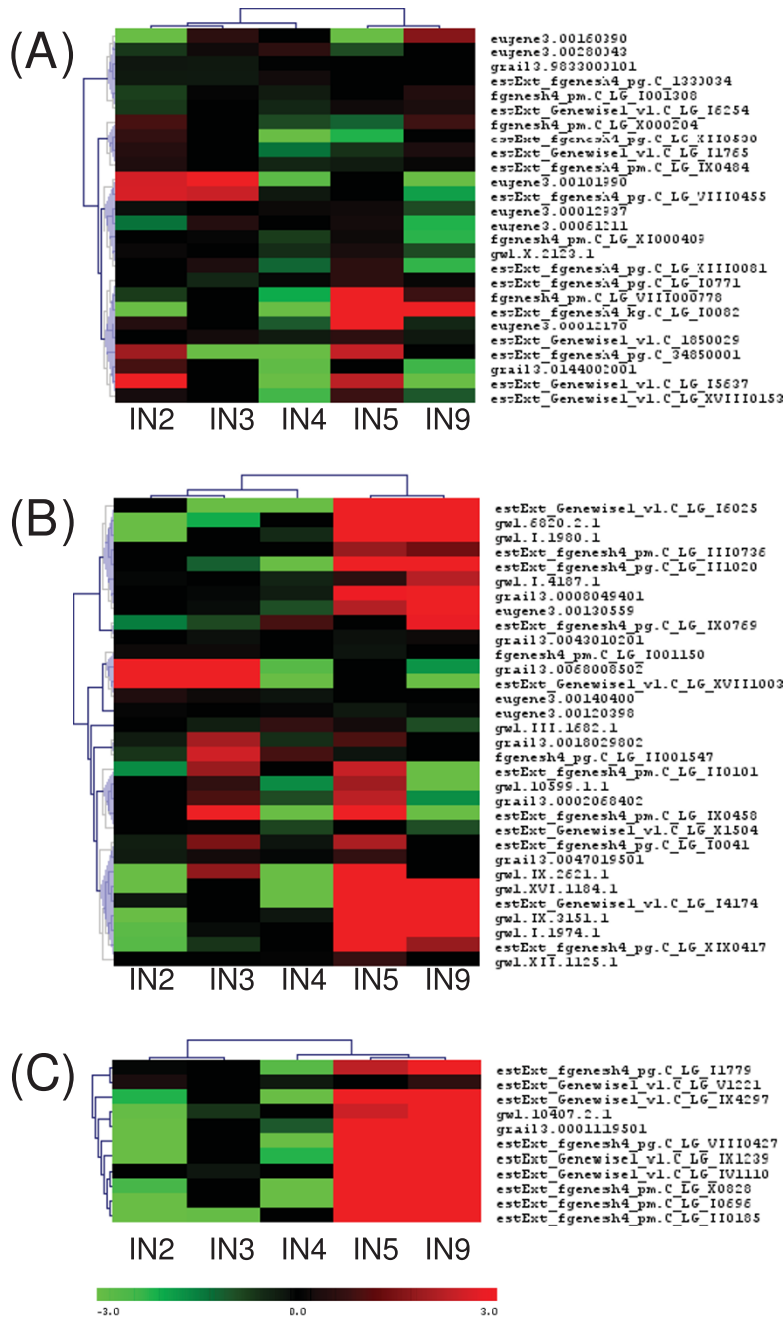 (A)
eugene3.00160390
eugene3.00280043
grail3.9833000101
estExt_fgenesh4_pg.C_1330034
fgenesh4_pm.C_LG_I001308
estExt_Genewise1_v1.C_LG_I6254
fgenesh4_pm.C_LG_X000204
estExt_fgenesh4_pg.C_LG_XII0530
estExt_Genewise1_v1.C_LG_I1765
estExt_fgenesh4_pm.C_LG_IX0484
eugene3.00101990
estExt_fgenesh4_pg.C_LG_VIII0455
eugene3.00012937
eugene3.00061211
fgenesh4_pm.C_LG_XI000409
gw1.X.2123.1
estExt_fgenesh4_pg.C_LG_XIII0081
estExt_fgenesh4_pg.C_LG_I0771
fgenesh4_pm.C_LG_VIII000778
estExt_fgenesh4_kg.C_LG_I0082
eugene3.00012170
estExt_Genewise1_v1.C_1850029
estExt_fgenesh4_pg.C_34850001
grail3.0144002001
estExt_Genewise1_v1.C_LG_I5637
estExt_Genewise1_v1.C_LG_XVIII0153
IN2 IN3 IN4 IN5 IN9
(B)
estExt_Genewise1_v1.C_LG_I6025
gw1.6820.2.1
gw1.I.1980.1
estExt_fgenesh4_pm.C_LG_III0736
estExt_fgenesh4_pg.C_LG_II1020
gw1.I.4187.1
grail3.0008049401
eugene3.00130559
estExt_fgenesh4_pg.C_LG_IX0769
grail3.0043010201
fgenesh4_pm.C_LG_I001150
grail3.0068008502
estExt_Genewise1_v1.C_LG_XVII1003
eugene3.00140400
eugene3.00120398
gw1.III.1682.1
grail3.0018029802
fgenesh4_pg.C_LG_II001547
estExt_fgenesh4_pm.C_LG_II0101
gw1.10599.1.1
grail3.0002068402
estExt_fgenesh4_pm.C_LG_IX0458
estExt_Genewise1_v1.C_LG_X1504
estExt_fgenesh4_pg.C_LG_I0041
grail3.0047019501
gw1.IX.2621.1
gw1.XVI.1184.1
estExt_Genewise1_v1.C_LG_I4174
gw1.IX.3151.1
gw1.I.1974.1
estExt_fgenesh4_pg.C_LG_XIX0417
gw1.XII.1125.1
IN2 IN3 IN4 IN5 IN9
(C)
estExt_fgenesh4_pg.C_LG_I1779
estExt_Genewise1_v1.C_LG_V1221
estExt_Genewise1_v1.C_LG_IX4297
gw1.10407.2.1
grail3.0001119501
estExt_fgenesh4_pg.C_LG_VIII0427
estExt_Genewise1_v1.C_LG_IX1239
estExt_Genewise1_v1.C_LG_IV1110
estExt_fgenesh4_pm.C_LG_X0828
estExt_fgenesh4_pm.C_LG_I0696
estExt_fgenesh4_pm.C_LG_II0185
IN2 IN3 IN4 IN5 IN9
-3.0 0.0 3.0